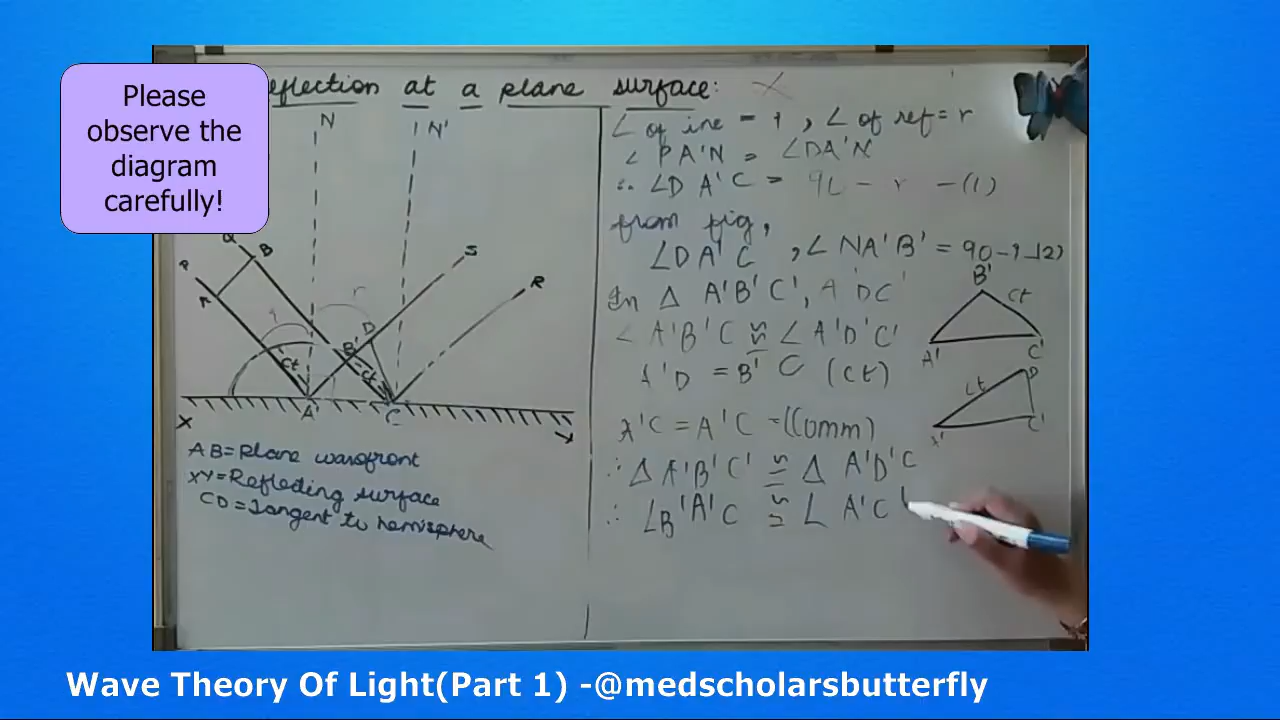 Please
observe the
diagram
carefully!
eflection at a plane surface:
N
N'
Q
B
P
A
S
R
r
D
B'
ct
ct
X
A'
C
Y
AB = Plane wavefront
XY = Reflecting surface
CD = Tangent to hemisphere
∠ of inc = i, ∠ of ref = r
∠ PA'N = ∠DA'N
∴ ∠D A'C = 90 - r - (1)
from fig,
∠DA'C, ∠ NA'B' = 90 - i -(2)
In Δ A'B'C', A'DC'
∠ A'B'C ≅ ∠ A'D'C'
A'D = B'C (ct)
A'C = A'C = (Comm)
∴ Δ A'B'C' ≅ Δ A'D'C
∴ ∠B'A'C ≅ ∠ A'C
B'
ct
A'
C'
D
ct
A'
C'
Wave Theory Of Light(Part 1) -@medscholarsbutterfly